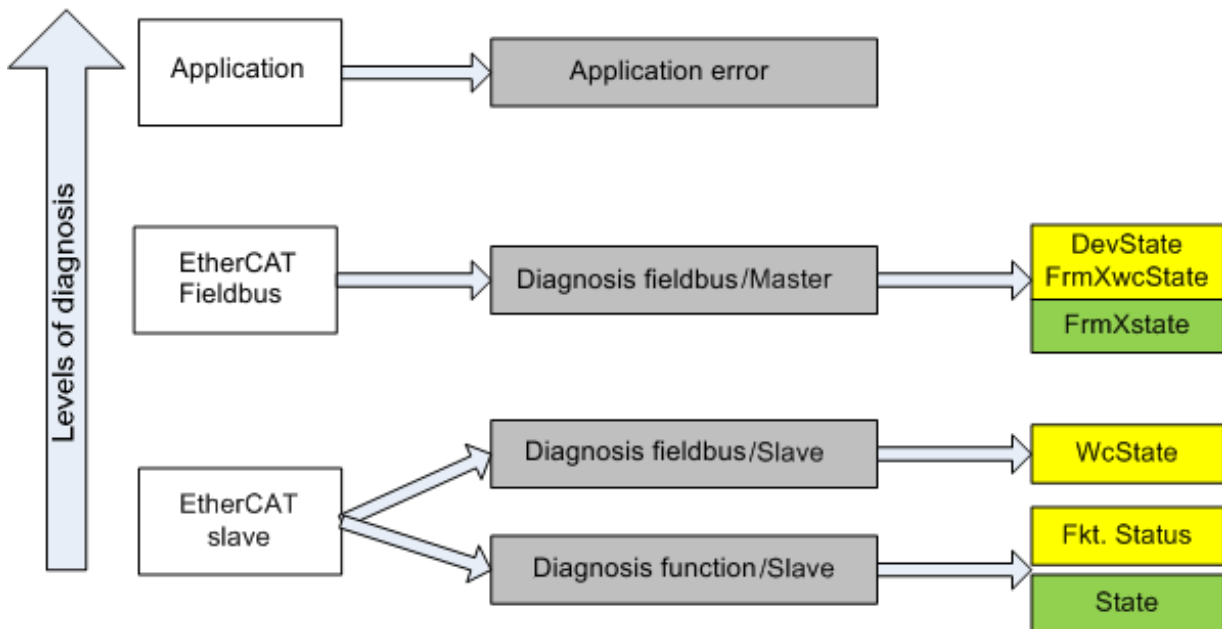 Levels of diagnosis
Application
Application error
EtherCAT
Fieldbus
Diagnosis fieldbus/Master
DevState
FrmXwcState
FrmXstate
EtherCAT
slave
Diagnosis fieldbus/Slave
WcState
Diagnosis function/Slave
Fkt. Status
State